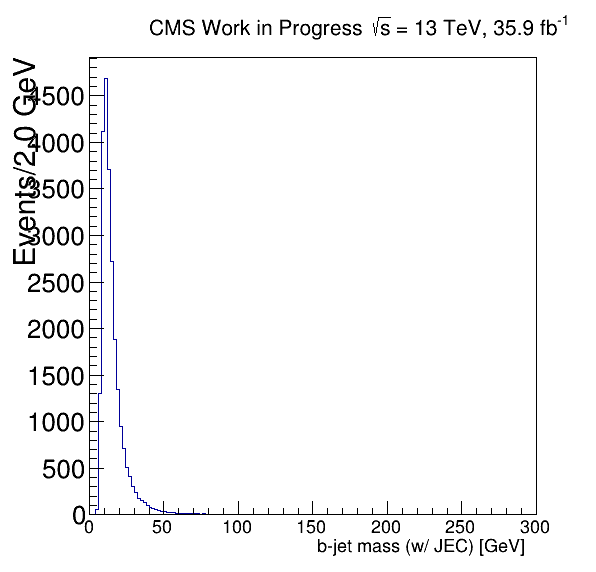 CMS Work in Progress √s = 13 TeV, 35.9 fb⁻¹
Events/2.0 GeV
4500
4000
3500
3000
2500
2000
1500
1000
500
0
0 50 100 150 200 250 300
b-jet mass (w/ JEC) [GeV]